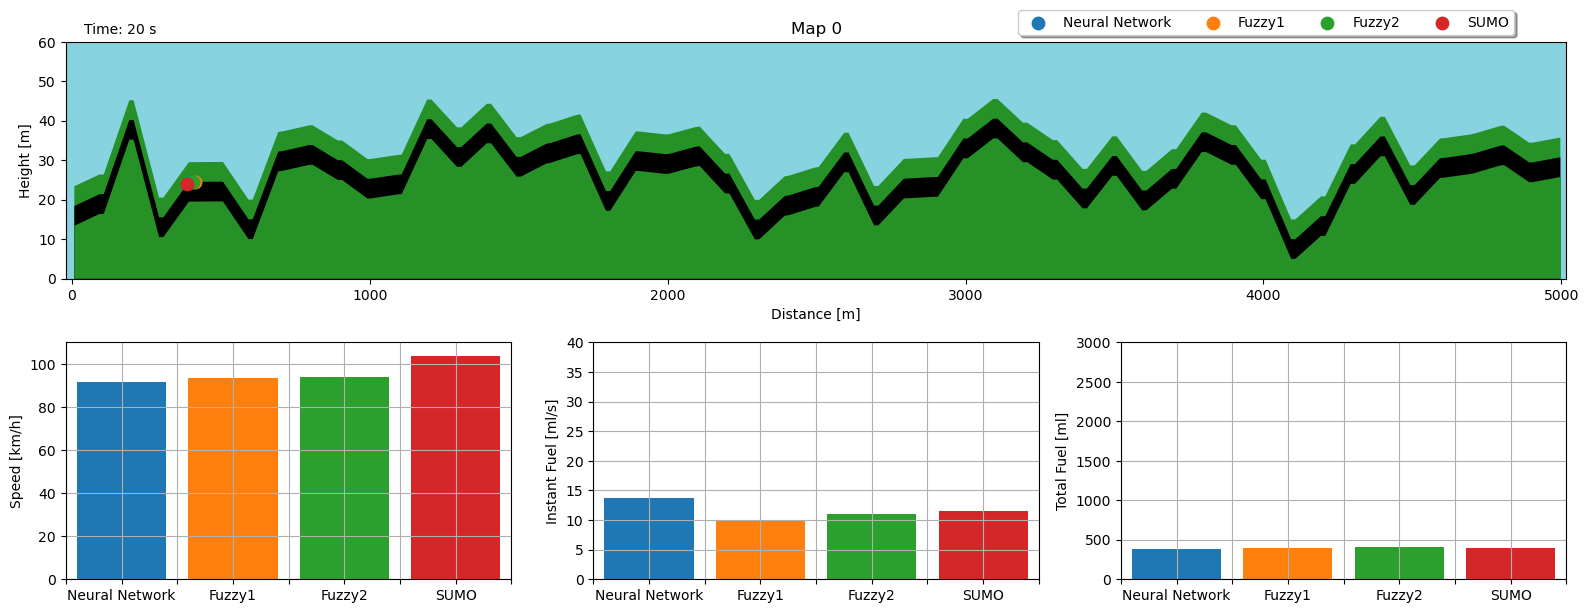 Time: 20 s
Map 0
Neural Network Fuzzy1 Fuzzy2 SUMO
Height [m]
60
50
40
30
20
10
0
0 1000 2000 3000 4000 5000
Distance [m]
Speed [km/h]
100
80
60
40
20
0
Neural Network Fuzzy1 Fuzzy2 SUMO
Instant Fuel [ml/s]
40
35
30
25
20
15
10
5
0
Neural Network Fuzzy1 Fuzzy2 SUMO
Total Fuel [ml]
3000
2500
2000
1500
1000
500
0
Neural Network Fuzzy1 Fuzzy2 SUMO